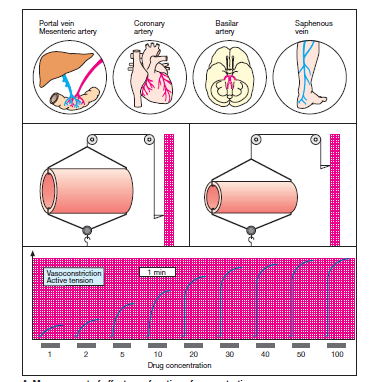 Portal vein
Mesenteric artery
Coronary
artery
Basilar
artery
Saphenous
vein
Vasoconstriction
Active tension
1 min
1 2 5 10 20 30 40 50 100
Drug concentration